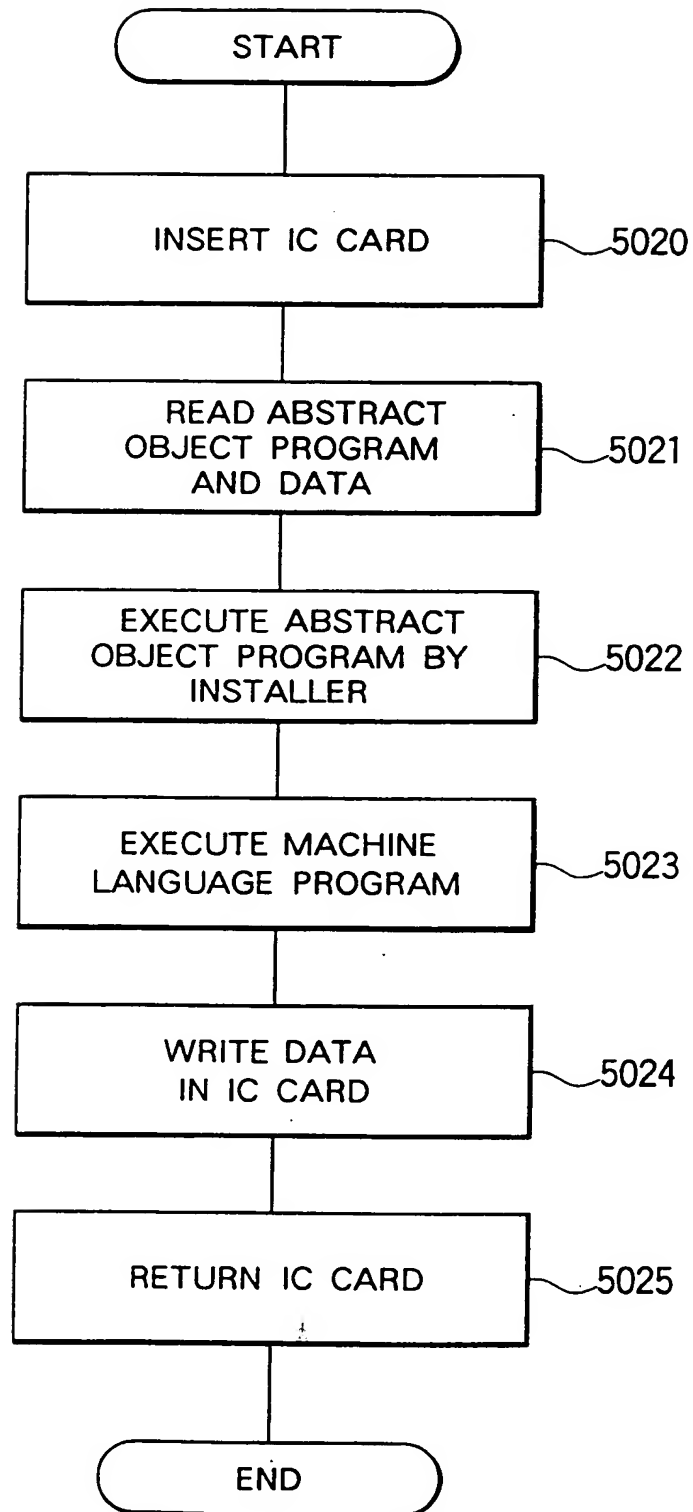 START
INSERT IC CARD
5020
READ ABSTRACT
OBJECT PROGRAM
AND DATA
5021
EXECUTE ABSTRACT
OBJECT PROGRAM BY
INSTALLER
5022
EXECUTE MACHINE
LANGUAGE PROGRAM
5023
WRITE DATA
IN IC CARD
5024
RETURN IC CARD
5025
END